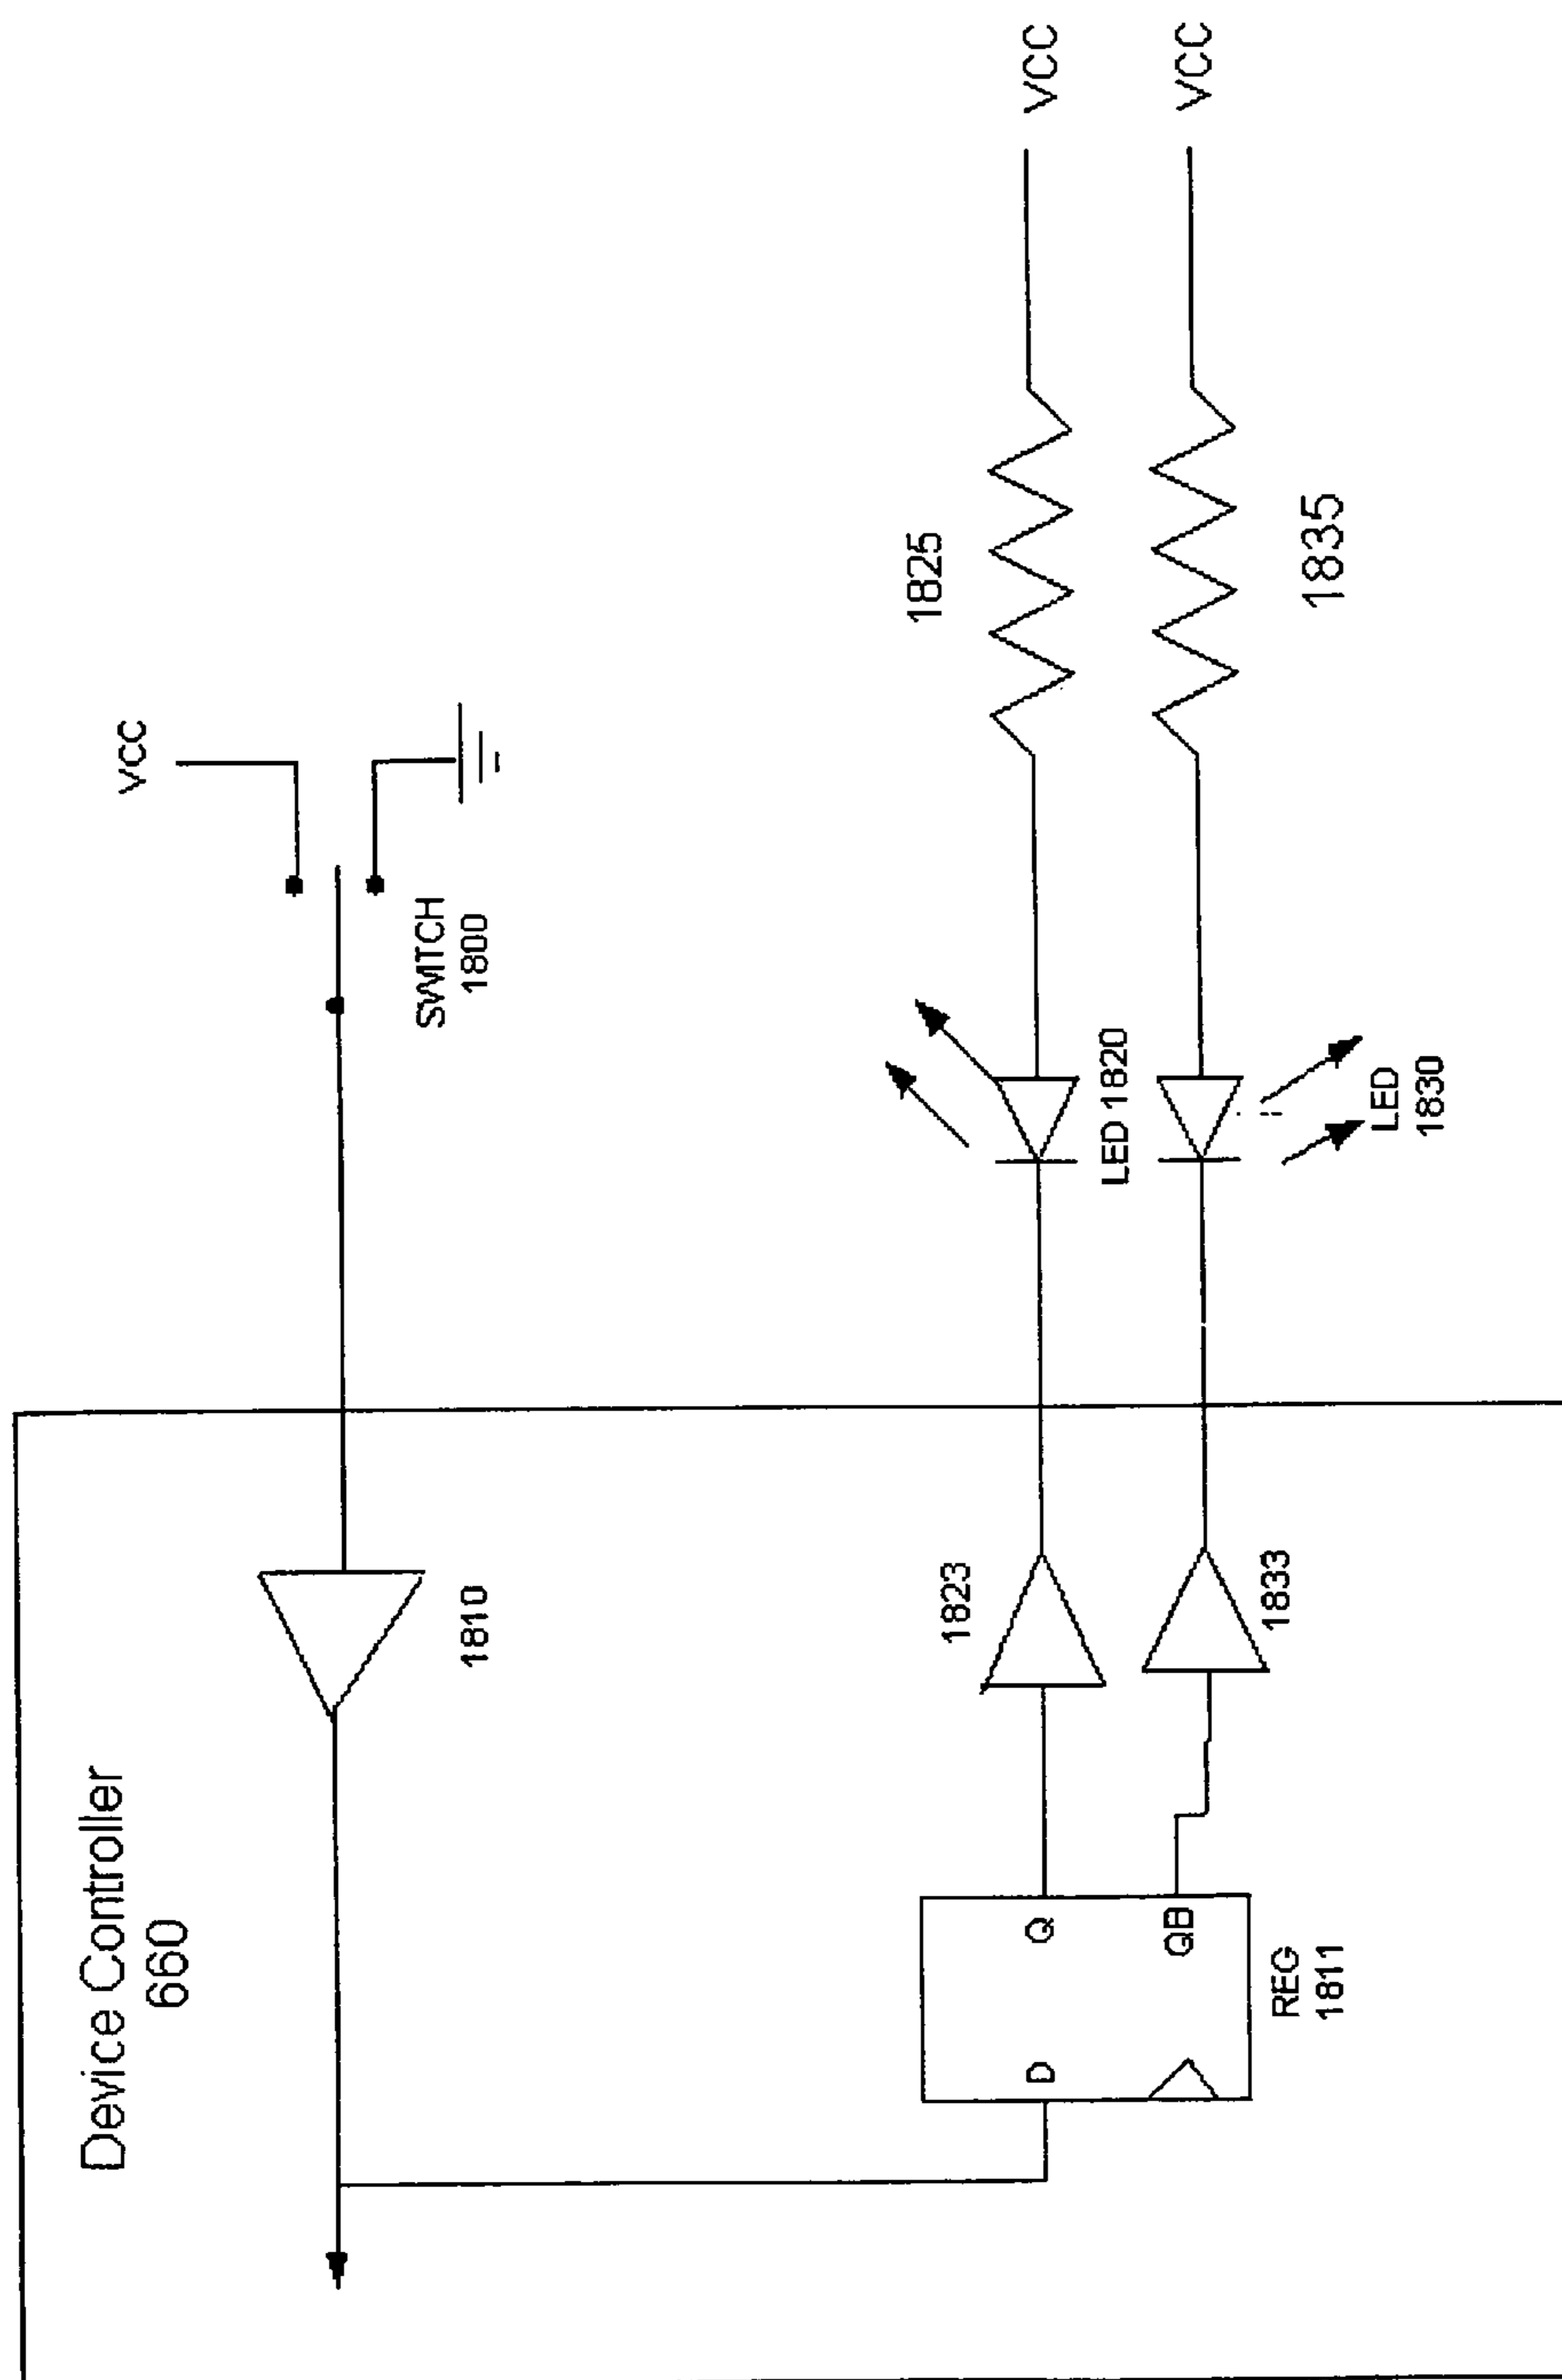 Device Controller
660
1810
VCC
SWITCH
1800
D
Q
QB
REG
1811
1823
1833
LED 1820
LED
1830
1825
1835
VCC
VCC